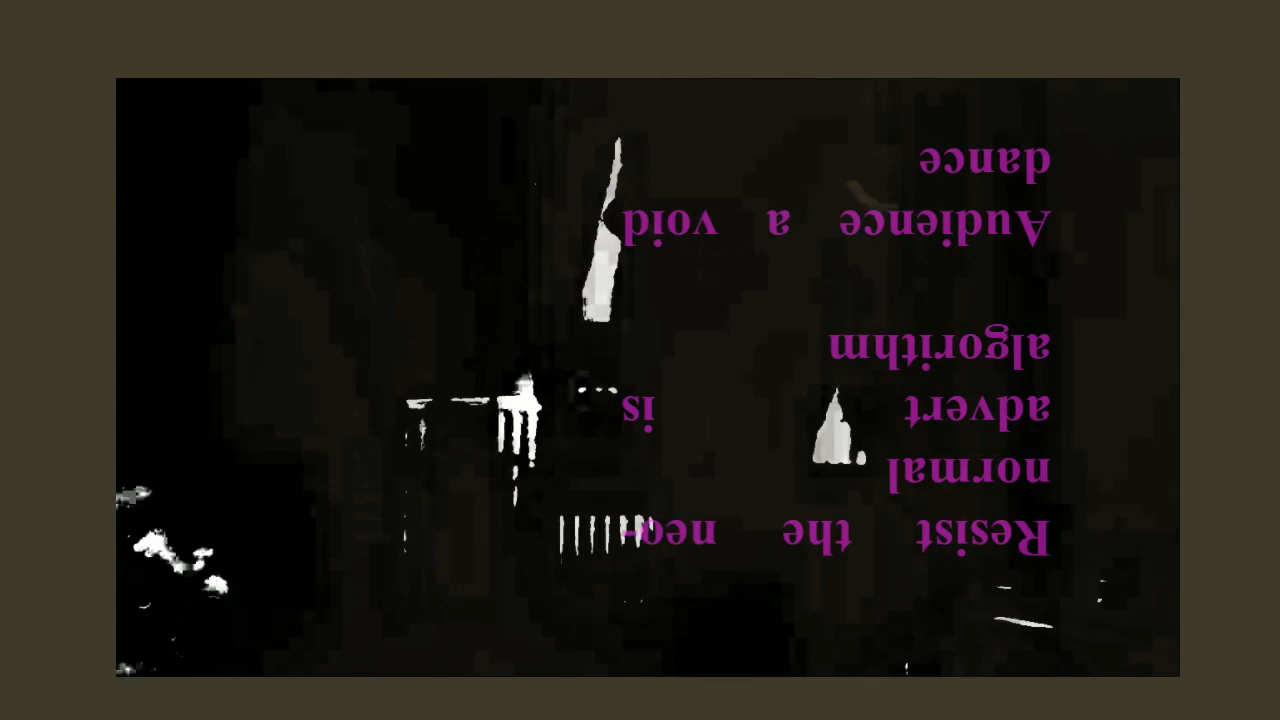 Resist the neo-
normal
advert is
algorithm

Audience a void
dance